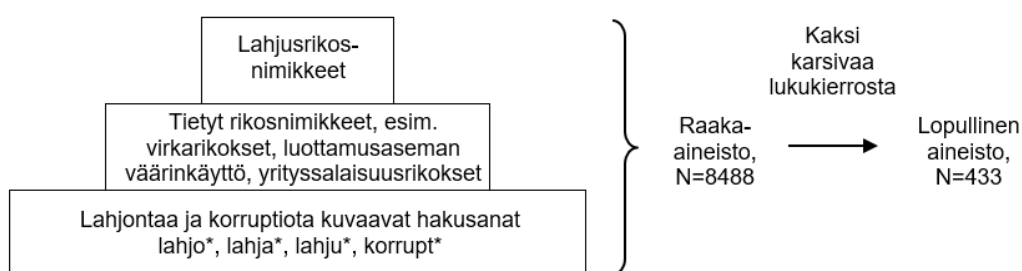 Lahjusrikos-
nimikkeet
Tietyt rikosnimikkeet, esim.
virkarikokset, luottamusaseman
väärinkäyttö, yrityssalaisuusrikokset
Lahjontaa ja korruptiota kuvaavat hakusanat
lahjo*, lahja*, lahju*, korrupt*
Raaka-
aineisto,
N=8488
Kaksi
karsivaa
lukukierrosta
Lopullinen
aineisto,
N=433